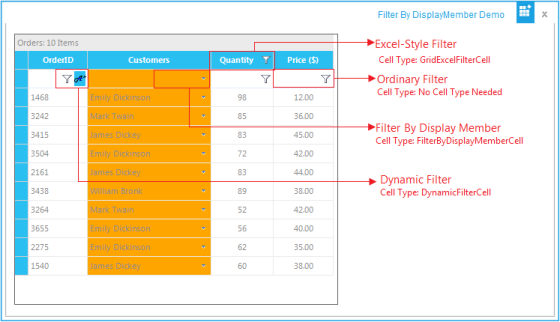 Filter By DisplayMember Demo
x
Orders: 10 Items
OrderID Customers Quantity Price ($)
1468 Emily Dickinson 98 12.00
3242 Mark Twain 85 36.00
3415 James Dickey 83 45.00
3504 Emily Dickinson 72 42.00
2161 James Dickey 83 44.00
3438 William Bronk 89 38.00
3264 Mark Twain 52 42.00
3655 Emily Dickinson 56 40.00
2275 Emily Dickinson 62 35.00
1540 James Dickey 60 38.00
Excel-Style Filter
Cell Type: GridExcelFilterCell
Ordinary Filter
Cell Type: No Cell Type Needed
Filter By Display Member
Cell Type: FilterByDisplayMemberCell
Dynamic Filter
Cell Type: DynamicFilterCell